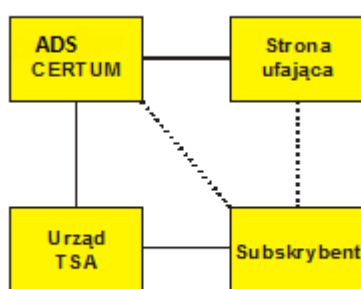 ADS
CERTUM
Strona
ufająca
Urząd
TSA
Subskrybent